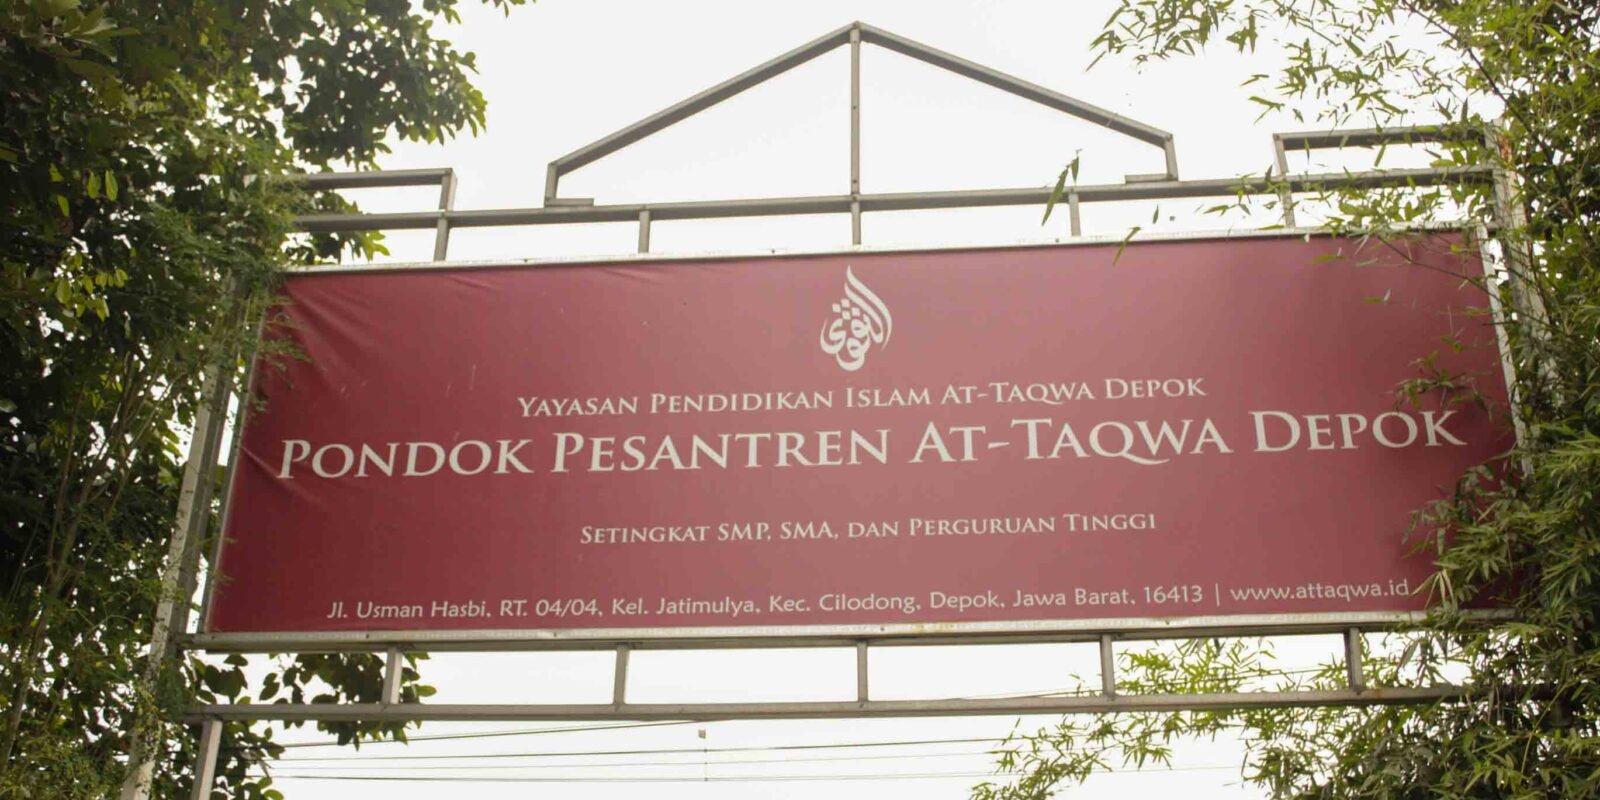 التقوى
Yayasan Pendidikan Islam At-Taqwa Depok
Pondok Pesantren At-Taqwa Depok
Setingkat SMP, SMA, dan Perguruan Tinggi
Jl. Usman Hasbi, RT. 04/04, Kel. Jatimulya, Kec. Cilodong, Depok, Jawa Barat, 16413 | www.attaqwa.id